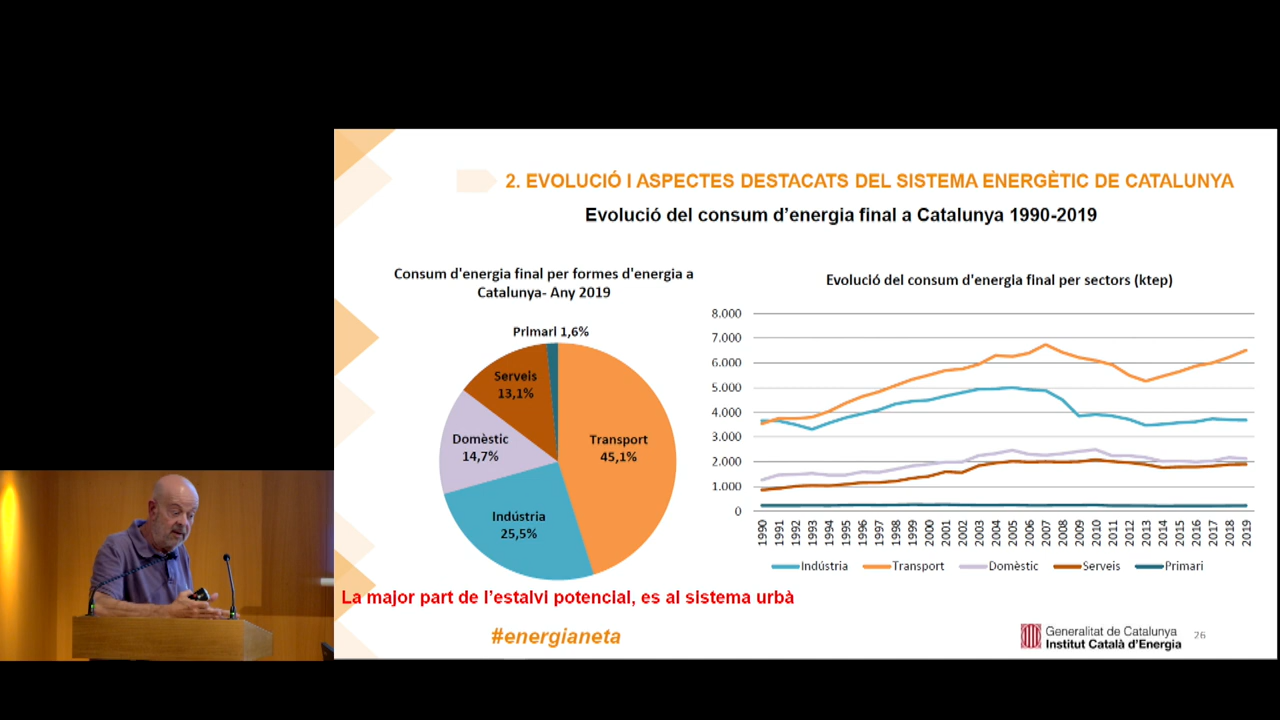 2. EVOLUCIÓ I ASPECTES DESTACATS DEL SISTEMA ENERGÈTIC DE CATALUNYA
Evolució del consum d’energia final a Catalunya 1990-2019
Consum d'energia final per formes d'energia a
Catalunya- Any 2019
Primari 1,6%
Serveis
13,1%
Domèstic
14,7%
Transport
45,1%
Indústria
25,5%
Evolució del consum d'energia final per sectors (ktep)
8.000
7.000
6.000
5.000
4.000
3.000
2.000
1.000
0
1990 1991 1992 1993 1994 1995 1996 1997 1998 1999 2000 2001 2002 2003 2004 2005 2006 2007 2008 2009 2010 2011 2012 2013 2014 2015 2016 2017 2018 2019
Indústria Transport Domèstic Serveis Primari
La major part de l’estalvi potencial, es al sistema urbà
#energianeta
Generalitat de Catalunya
Institut Català d'Energia
26